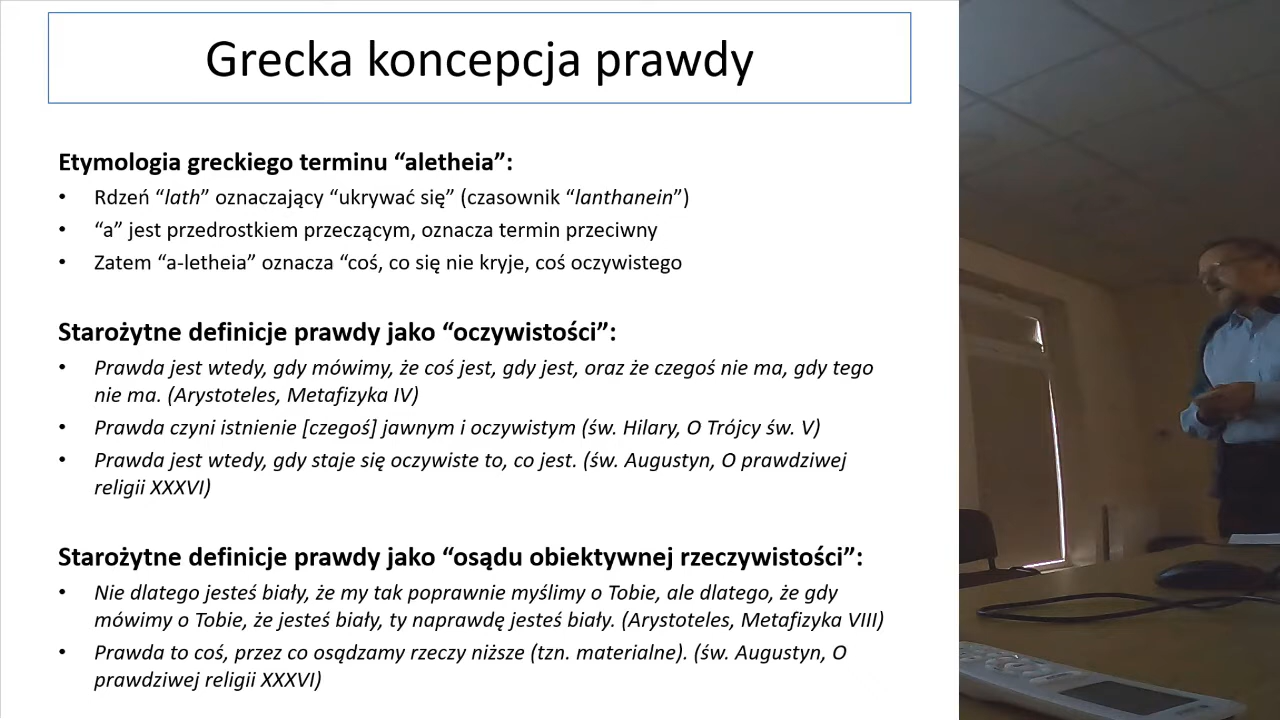 Grecka koncepcja prawdy
Etymologia greckiego terminu “aletheia”:
• Rdzeń “lath” oznaczający “ukrywać się” (czasownik “lanthanein”)
• “a” jest przedrostkiem przeczącym, oznacza termin przeciwny
• Zatem “a-letheia” oznacza “coś, co się nie kryje, coś oczywistego
Starożytne definicje prawdy jako “oczywistości”:
• Prawda jest wtedy, gdy mówimy, że coś jest, gdy jest, oraz że czegoś nie ma, gdy tego
nie ma. (Arystoteles, Metafizyka IV)
• Prawda czyni istnienie [czegoś] jawnym i oczywistym (św. Hilary, O Trójcy św. V)
• Prawda jest wtedy, gdy staje się oczywiste to, co jest. (św. Augustyn, O prawdziwej
religii XXXVI)
Starożytne definicje prawdy jako “osądu obiektywnej rzeczywistości”:
• Nie dlatego jesteś biały, że my tak poprawnie myślimy o Tobie, ale dlatego, że gdy
mówimy o Tobie, że jesteś biały, ty naprawdę jesteś biały. (Arystoteles, Metafizyka VIII)
• Prawda to coś, przez co osądzamy rzeczy niższe (tzn. materialne). (św. Augustyn, O
prawdziwej religii XXXVI)